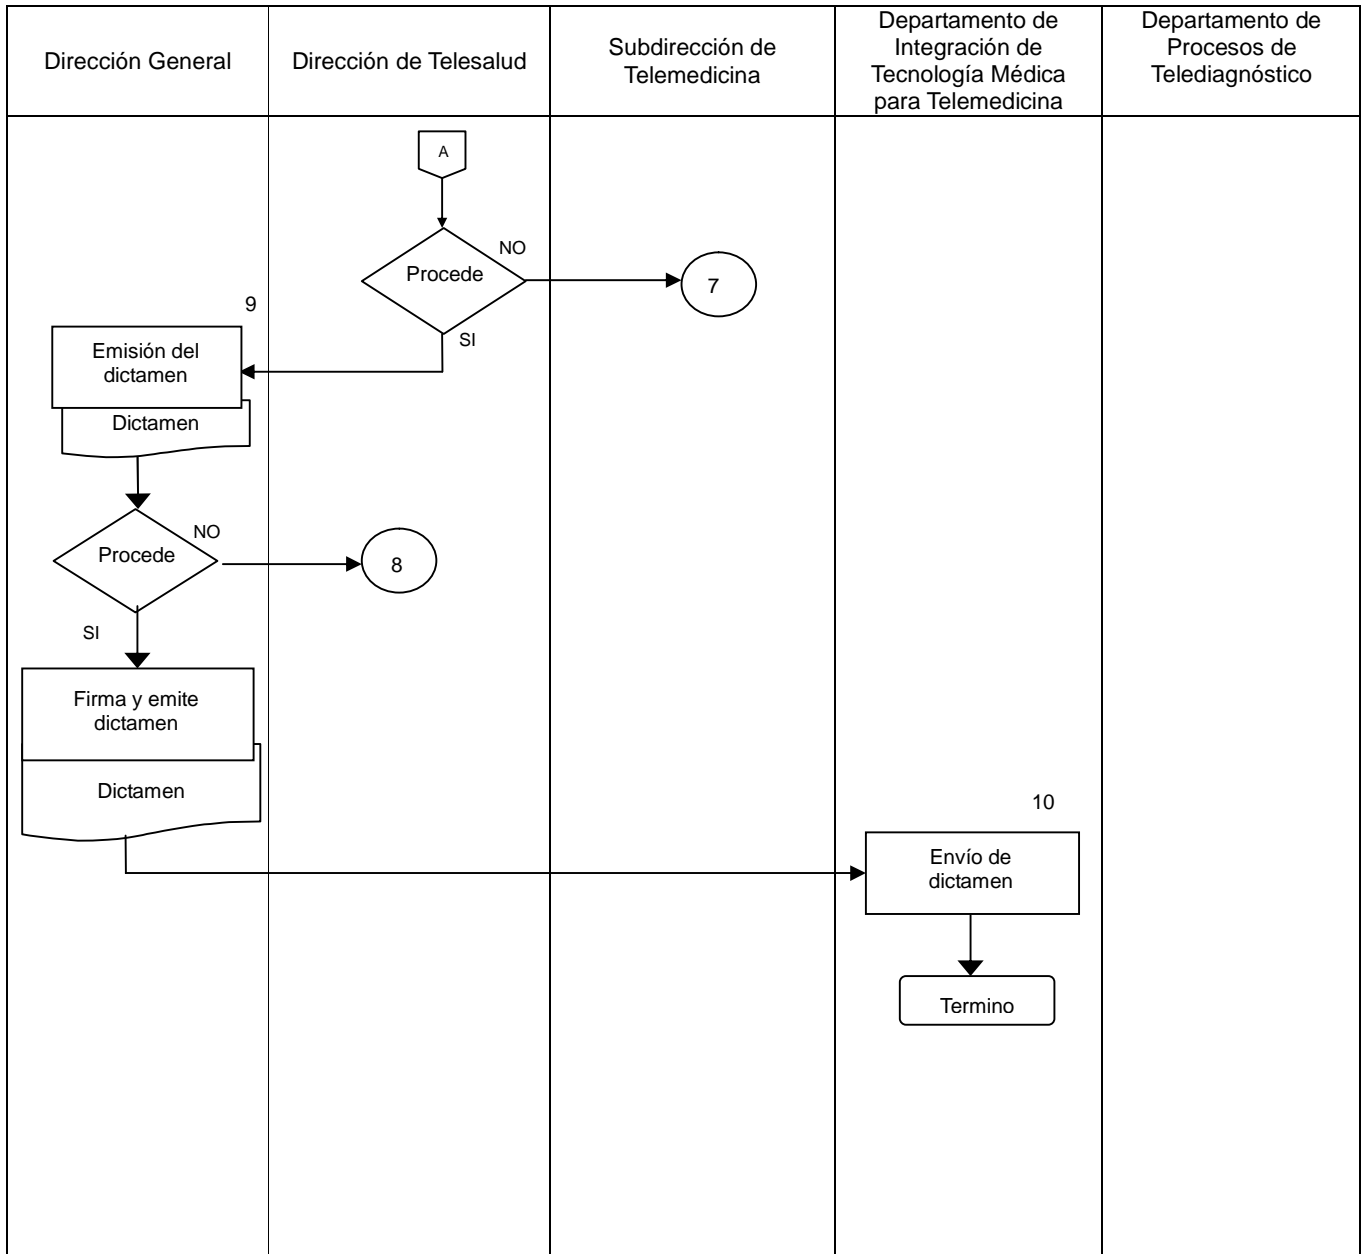 Dirección General
Dirección de Telesalud
Subdirección de
Telemedicina
Departamento de
Integración de
Tecnología Médica
para Telemedicina
Departamento de
Procesos de
Telediagnóstico
A
Procede
NO
7
SI
9
Emisión del
dictamen
Dictamen
Procede
NO
8
SI
Firma y emite
dictamen
Dictamen
10
Envío de
dictamen
Termino